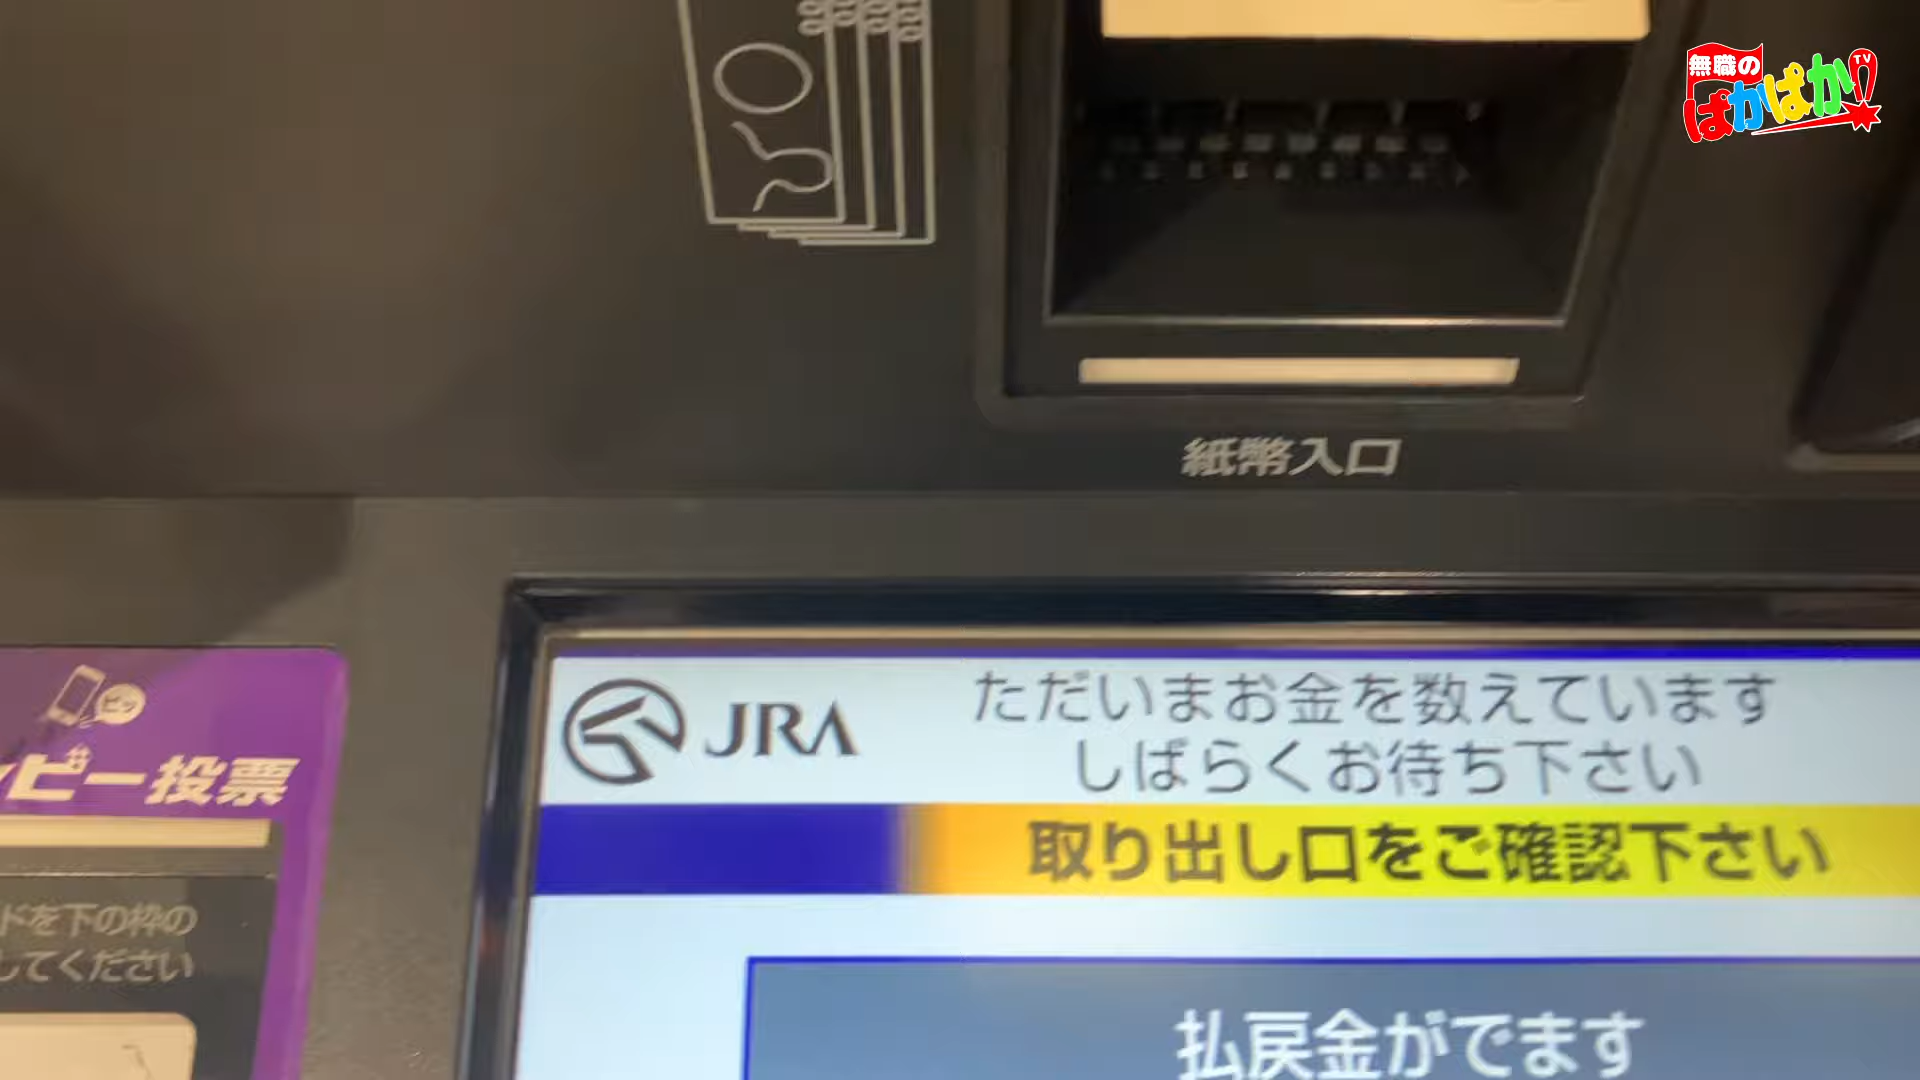 無職の
ぱかぱか!!
TV
紙幣入口
JRA
ただいまお金を数えています
しばらくお待ち下さい
取り出し口をご確認下さい
払戻金がでます
ピッ
ビー投票
ドを下の枠の
してください